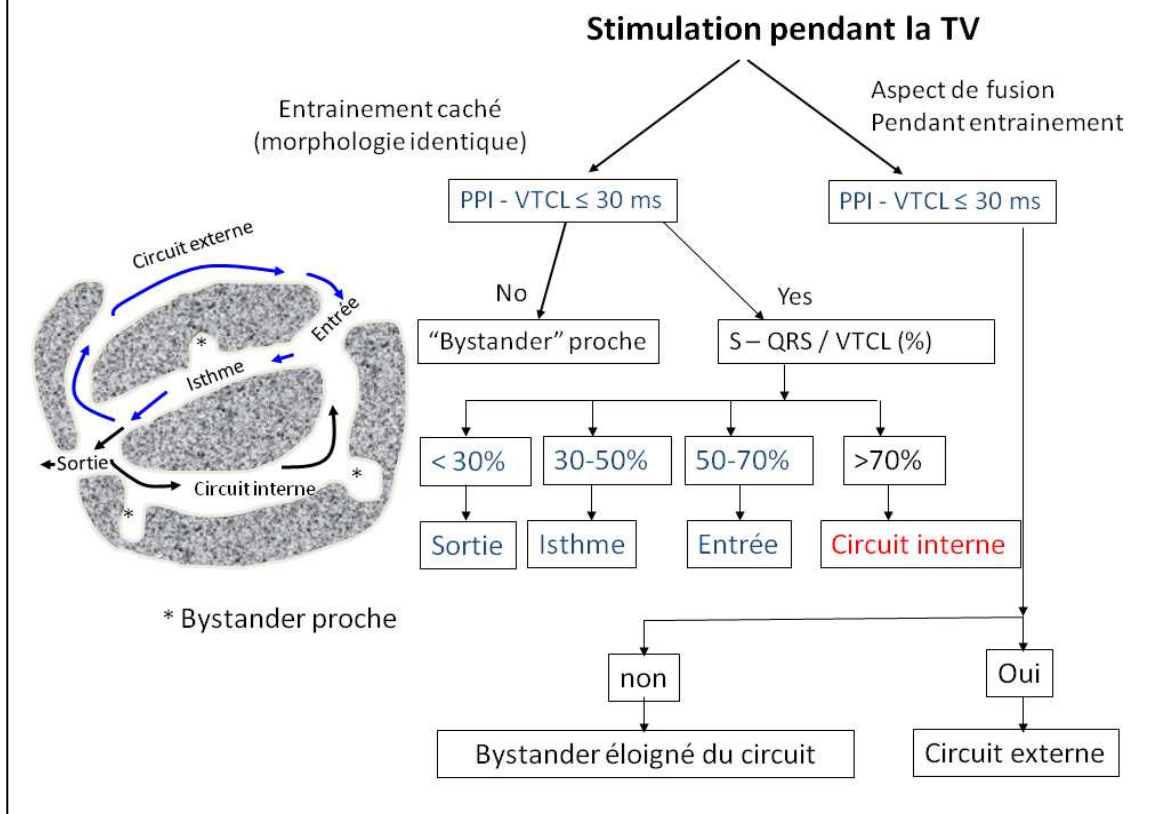 Stimulation pendant la TV
Entrainement caché
(morphologie identique)
Aspect de fusion
Pendant entrainement
PPI - VTCL ≤ 30 ms
PPI - VTCL ≤ 30 ms
No
Yes
“Bystander” proche
S – QRS / VTCL (%)
< 30%
30-50%
50-70%
>70%
Sortie
Isthme
Entrée
Circuit interne
non
Oui
Bystander éloigné du circuit
Circuit externe
Circuit externe
Entrée
*
Isthme
Sortie
Circuit interne
*
*
* Bystander proche